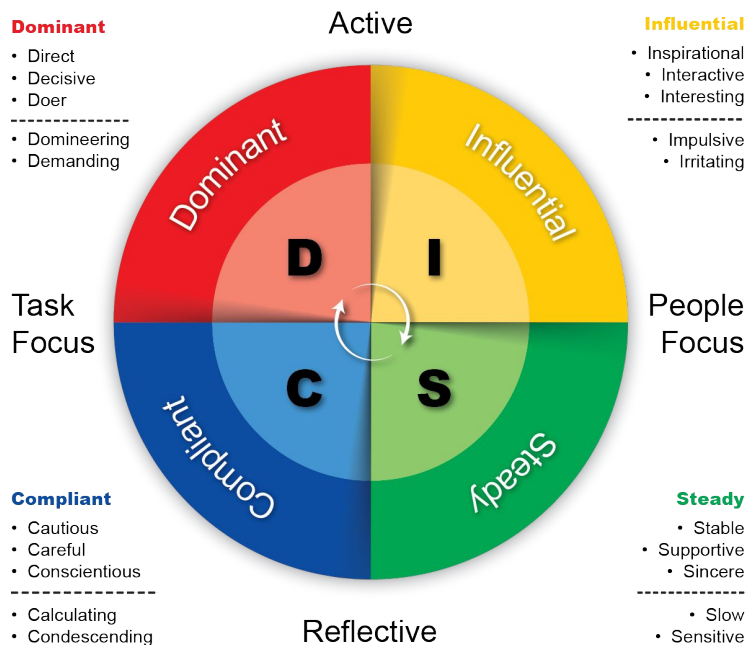 Active
Dominant
• Direct
• Decisive
• Doer
• Domineering
• Demanding
Influential
• Inspirational
• Interactive
• Interesting
• Impulsive
• Irritating
Dominant
Influential
D
I
Task
Focus
People
Focus
C
S
Compliant
Steady
Compliant
• Cautious
• Careful
• Conscientious
• Calculating
• Condescending
Steady
• Stable
• Supportive
• Sincere
• Slow
• Sensitive
Reflective